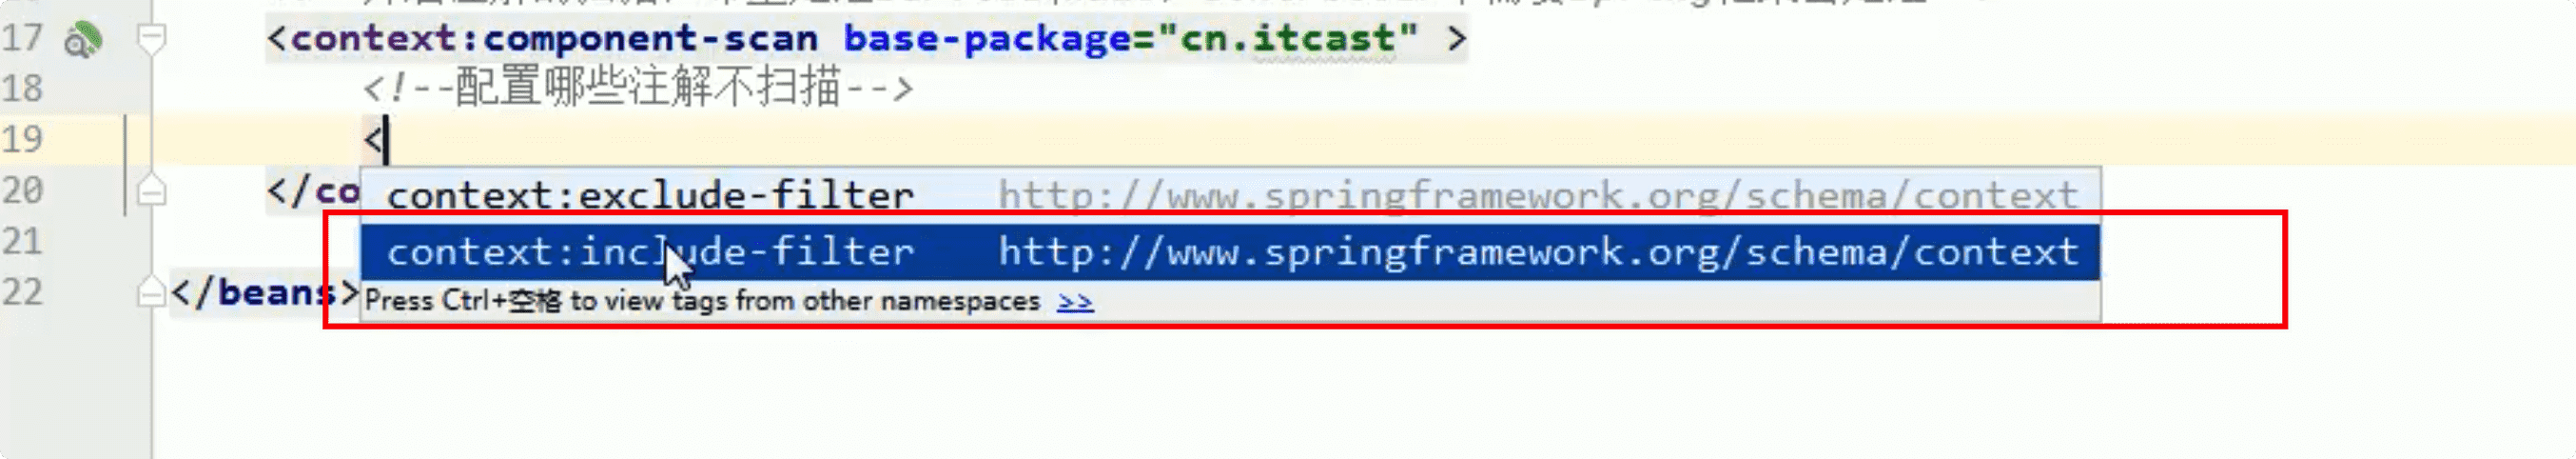 17 <context:component-scan base-package="cn.itcast" >
18 <!--配置哪些注解不扫描-->
19 <
20 </co
context:exclude-filter http://www.springframework.org/schema/context
21
context:include-filter http://www.springframework.org/schema/context
22 </beans>
Press Ctrl+空格 to view tags from other namespaces >>